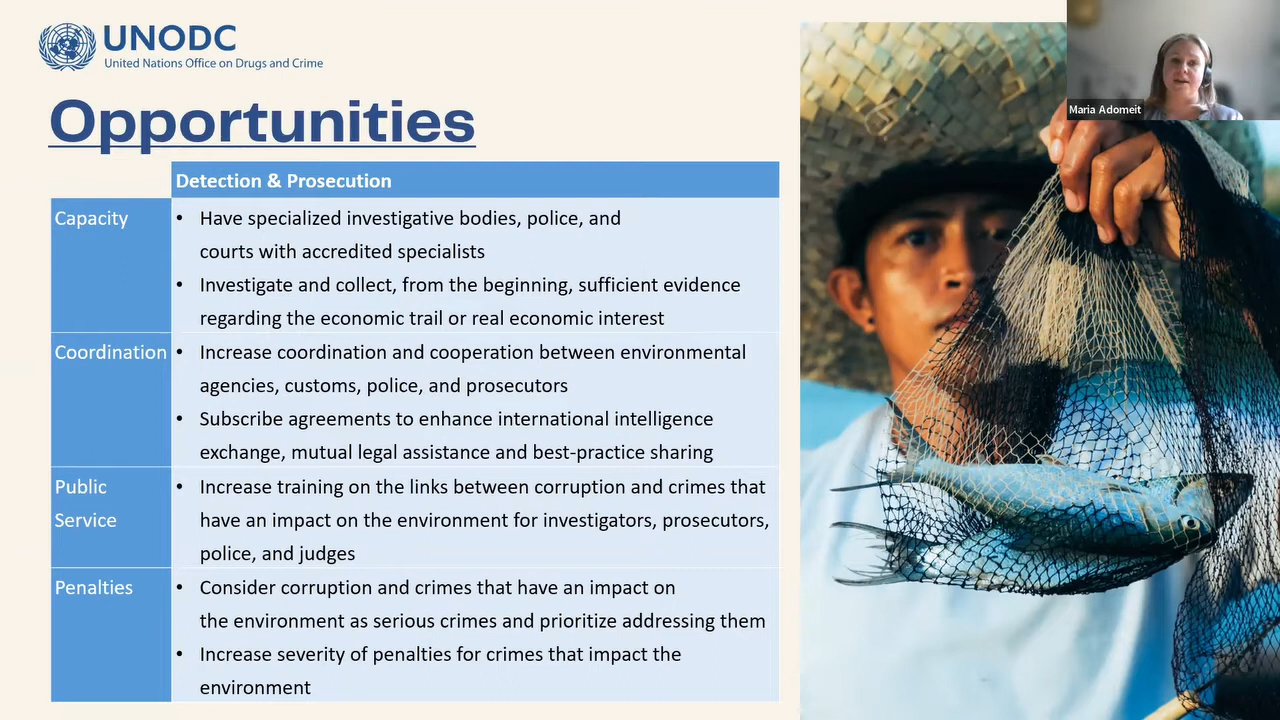 UNODC
United Nations Office on Drugs and Crime
Opportunities
Maria Adomeit
Detection & Prosecution
Capacity
• Have specialized investigative bodies, police, and
courts with accredited specialists
• Investigate and collect, from the beginning, sufficient evidence
regarding the economic trail or real economic interest
Coordination
• Increase coordination and cooperation between environmental
agencies, customs, police, and prosecutors
• Subscribe agreements to enhance international intelligence
exchange, mutual legal assistance and best-practice sharing
Public
Service
• Increase training on the links between corruption and crimes that
have an impact on the environment for investigators, prosecutors,
police, and judges
Penalties
• Consider corruption and crimes that have an impact on
the environment as serious crimes and prioritize addressing them
• Increase severity of penalties for crimes that impact the
environment